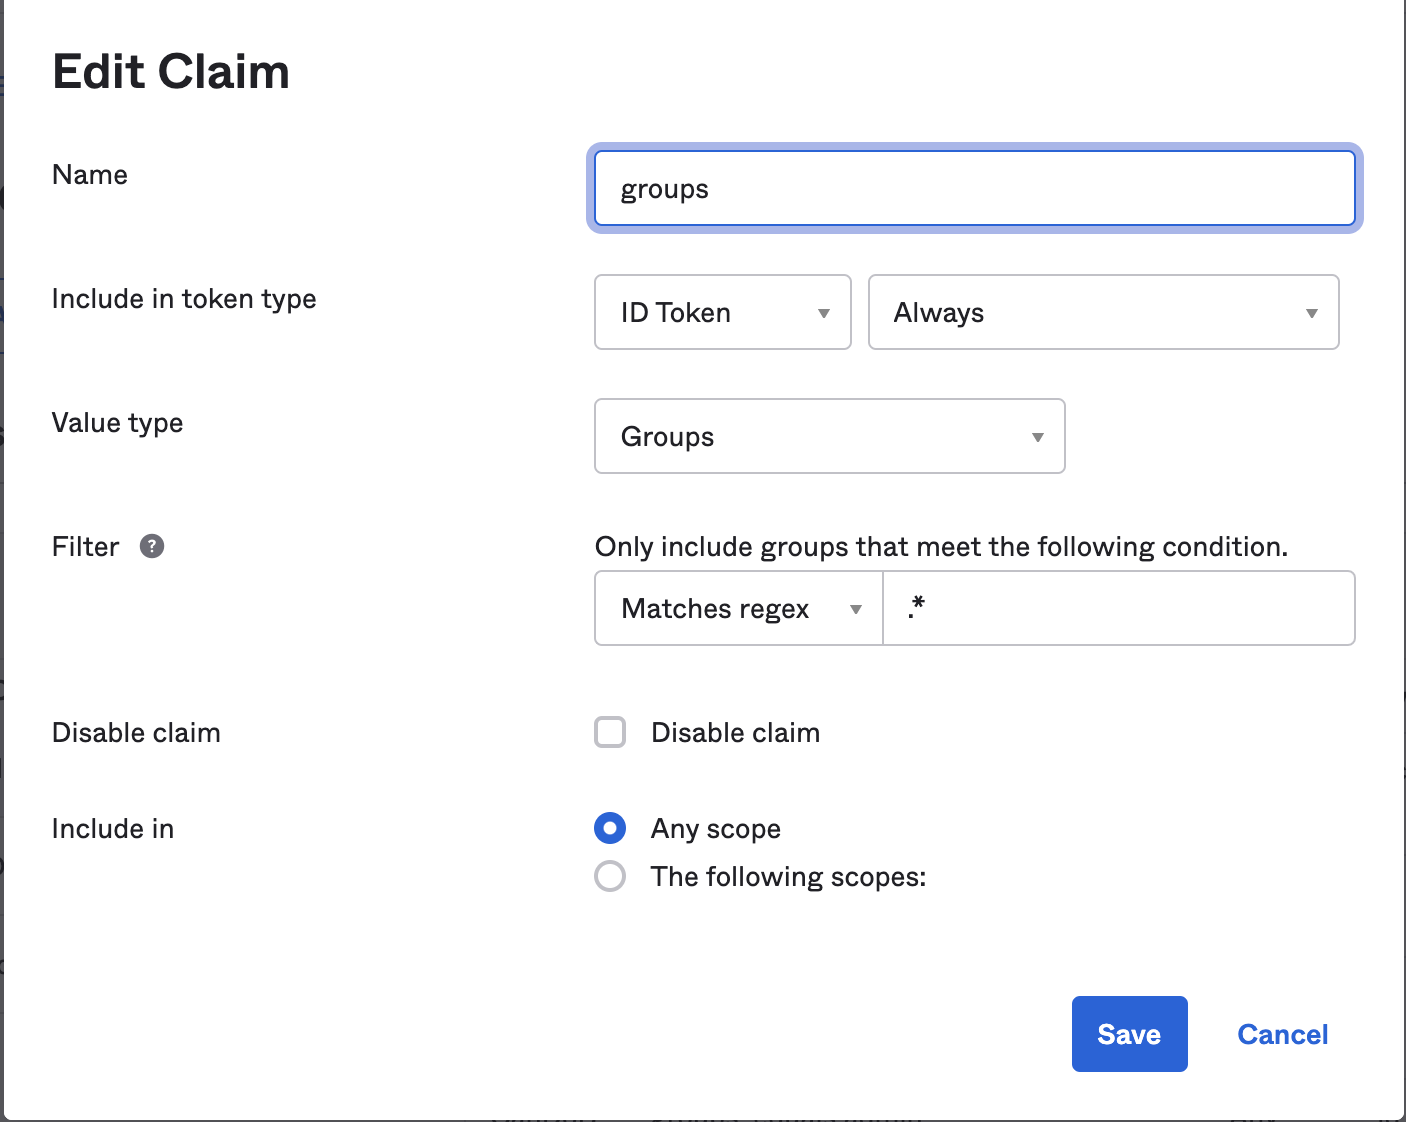 Edit Claim
Name
groups
Include in token type
ID Token
Always
Value type
Groups
Filter ?
Only include groups that meet the following condition.
Matches regex
.*
Disable claim
Disable claim
Include in
Any scope
The following scopes:
Save
Cancel